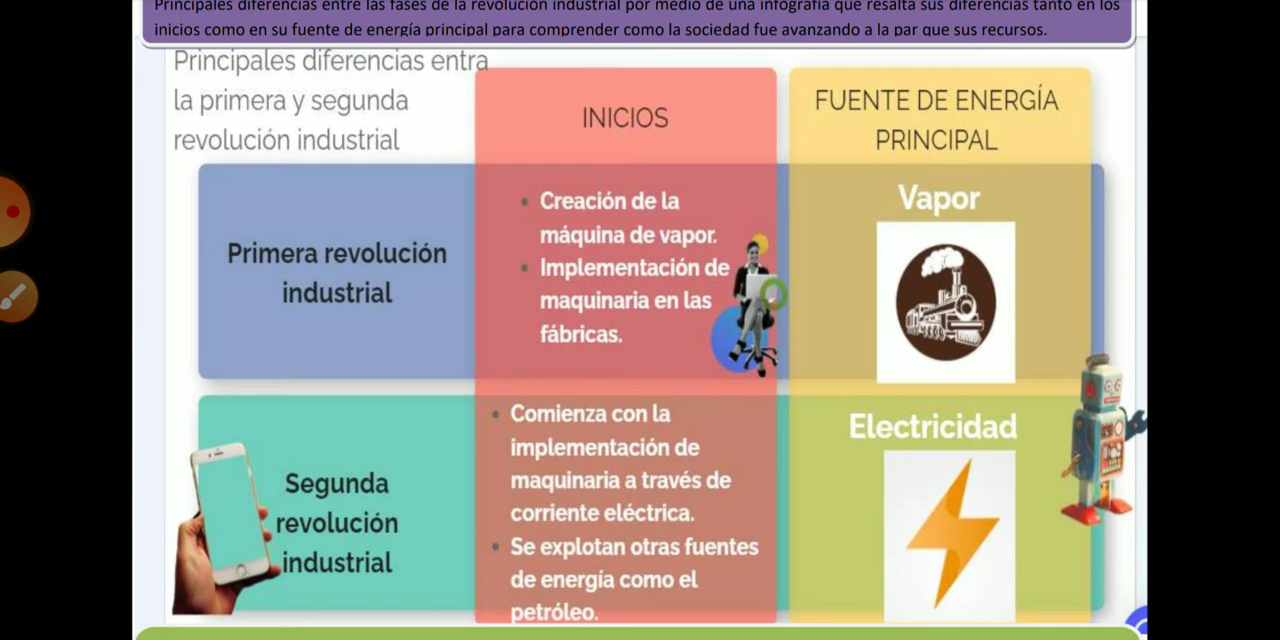 Principales diferencias entre las fases de la revolución industrial por medio de una infografía que resalta sus diferencias tanto en los
inicios como en su fuente de energía principal para comprender como la sociedad fue avanzando a la par que sus recursos.
Principales diferencias entra
la primera y segunda
revolución industrial
INICIOS
FUENTE DE ENERGÍA
PRINCIPAL
Primera revolución
industrial
Creación de la
máquina de vapor.
Implementación de
maquinaria en las
fábricas.
Vapor
Segunda
revolución
industrial
Comienza con la
implementación de
maquinaria a través de
corriente eléctrica.
Se explotan otras fuentes
de energía como el
petróleo.
Electricidad